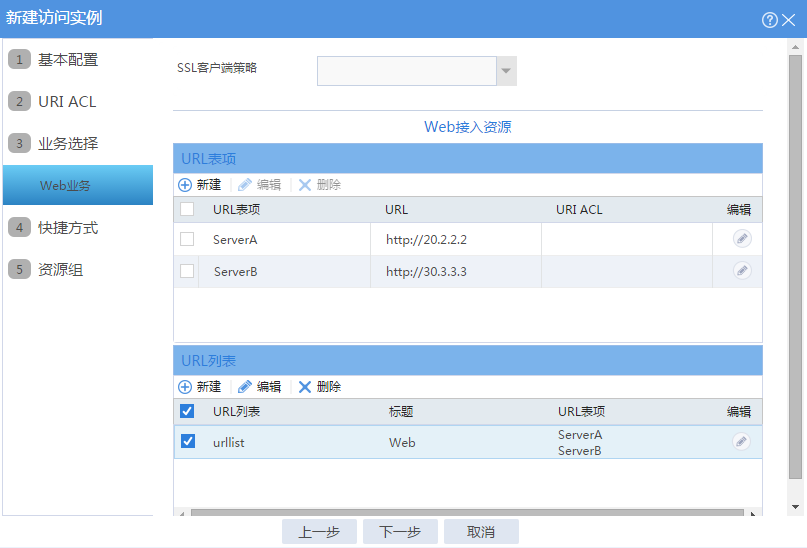 新建访问实例
1 基本配置
2 URI ACL
3 业务选择
Web业务
4 快捷方式
5 资源组
SSL客户端策略
Web接入资源
URL表项
新建 编辑 删除
URL表项 URL URI ACL 编辑
ServerA http://20.2.2.2
ServerB http://30.3.3.3
URL列表
新建 编辑 删除
URL列表 标题 URL表项 编辑
urllist Web ServerA
ServerB
上一步 下一步 取消